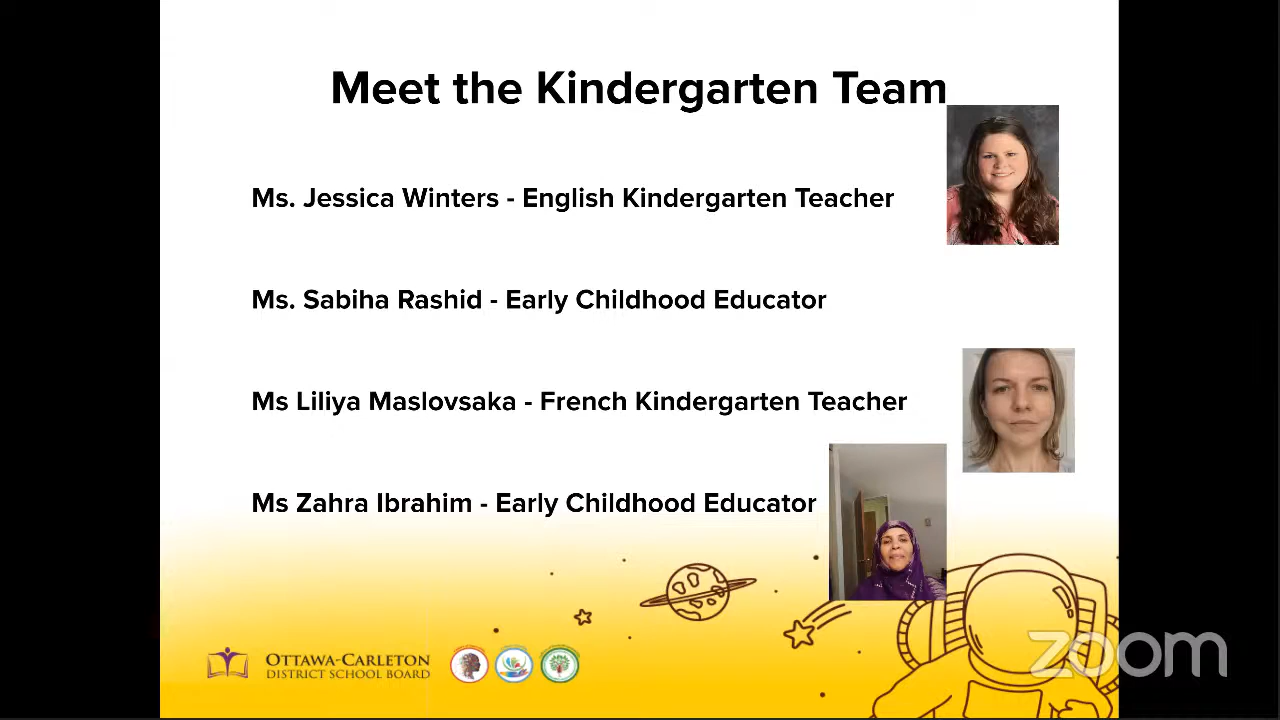 Meet the Kindergarten Team
Ms. Jessica Winters - English Kindergarten Teacher
Ms. Sabiha Rashid - Early Childhood Educator
Ms Liliya Maslovsaka - French Kindergarten Teacher
Ms Zahra Ibrahim - Early Childhood Educator
OTTAWA-CARLETON
DISTRICT SCHOOL BOARD
zoom